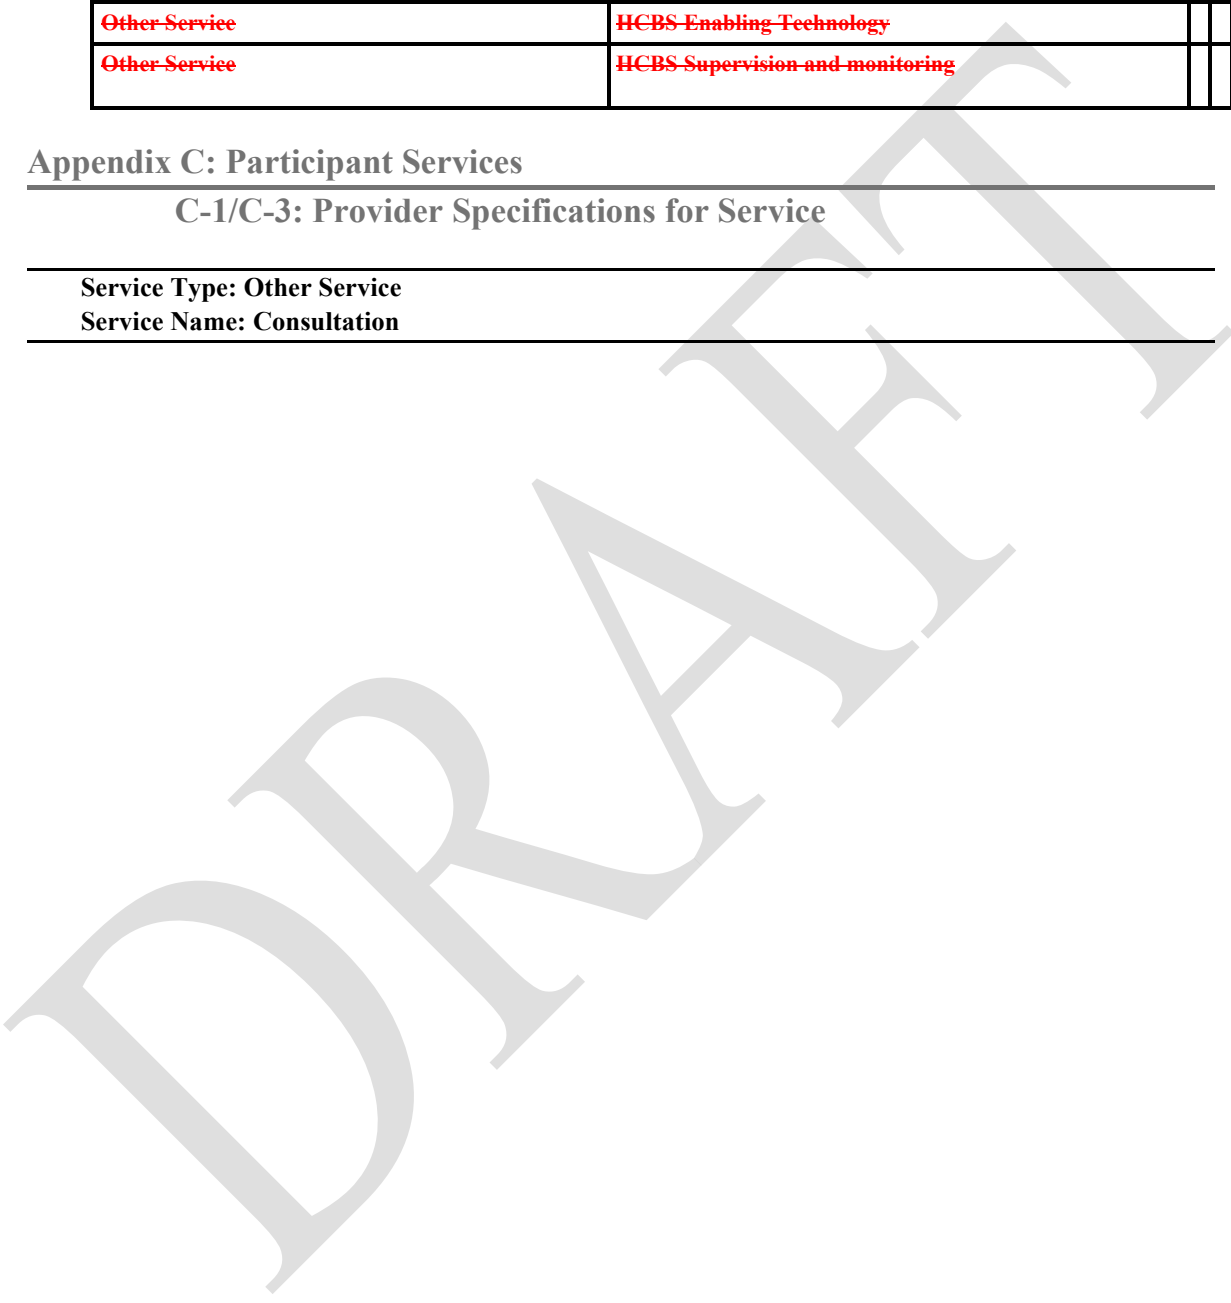 Other Service HCBS Enabling Technology
Other Service HCBS Supervision and monitoring
Appendix C: Participant Services
C-1/C-3: Provider Specifications for Service
Service Type: Other Service
Service Name: Consultation
DRAFT